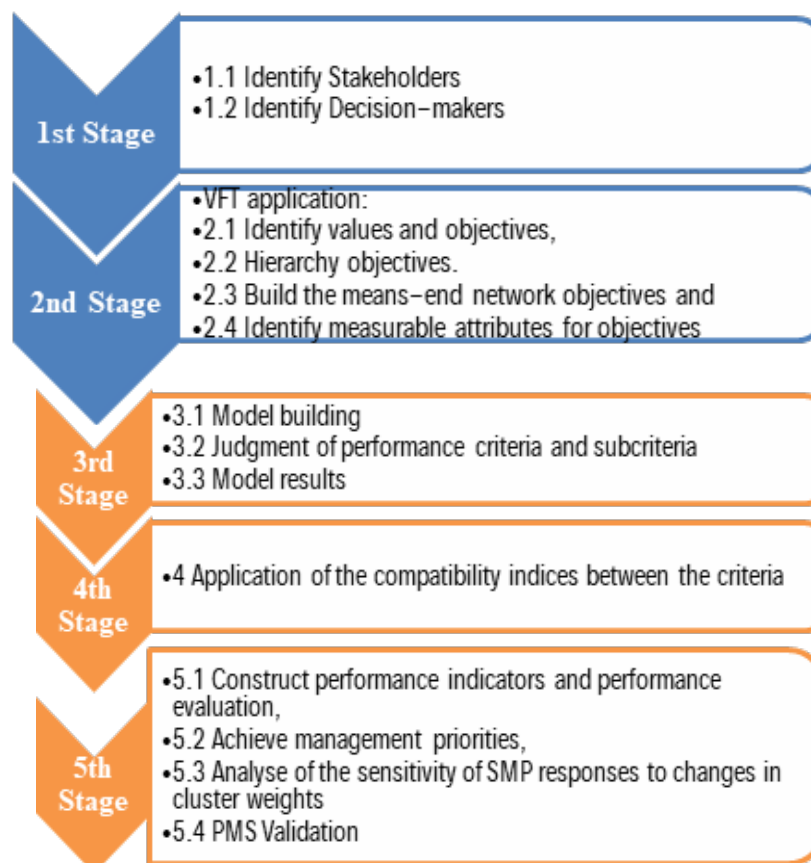 1st Stage
•1.1 Identify Stakeholders
•1.2 Identify Decision-makers
2nd Stage
•VFT application:
•2.1 Identify values and objectives,
•2.2 Hierarchy objectives.
•2.3 Build the means-end network objectives and
•2.4 Identify measurable attributes for objectives
3rd
Stage
•3.1 Model building
•3.2 Judgment of performance criteria and subcriteria
•3.3 Model results
4th
Stage
•4 Application of the compatibility indices between the criteria
5th
Stage
•5.1 Construct performance indicators and performance
evaluation,
•5.2 Achieve management priorities,
•5.3 Analyse of the sensitivity of SMP responses to changes in
cluster weights
•5.4 PMS Validation